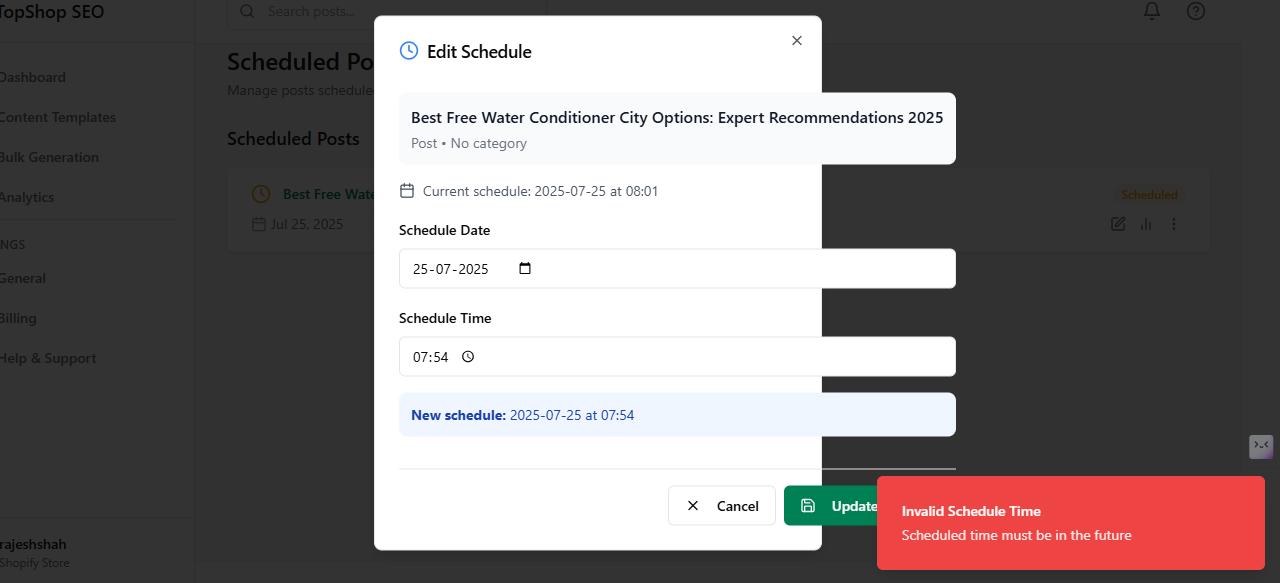 TopShop SEO
Search posts...
Dashboard
Content Templates
Bulk Generation
Analytics
NGS
General
Billing
Help & Support
rajeshshah
Shopify Store
Scheduled Po
Manage posts schedule
Scheduled Posts
Best Free Wate
Jul 25, 2025
Scheduled
Edit Schedule
Best Free Water Conditioner City Options: Expert Recommendations 2025
Post • No category
Current schedule: 2025-07-25 at 08:01
Schedule Date
25-07-2025
Schedule Time
07:54
New schedule: 2025-07-25 at 07:54
Cancel
Update
Invalid Schedule Time
Scheduled time must be in the future